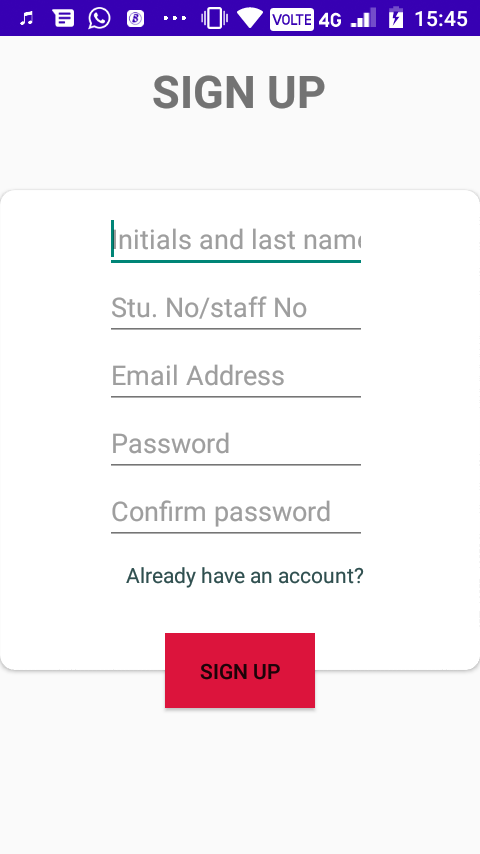 VOLTE 4G 15:45
SIGN UP
Initials and last name
Stu. No/staff No
Email Address
Password
Confirm password
Already have an account?
SIGN UP